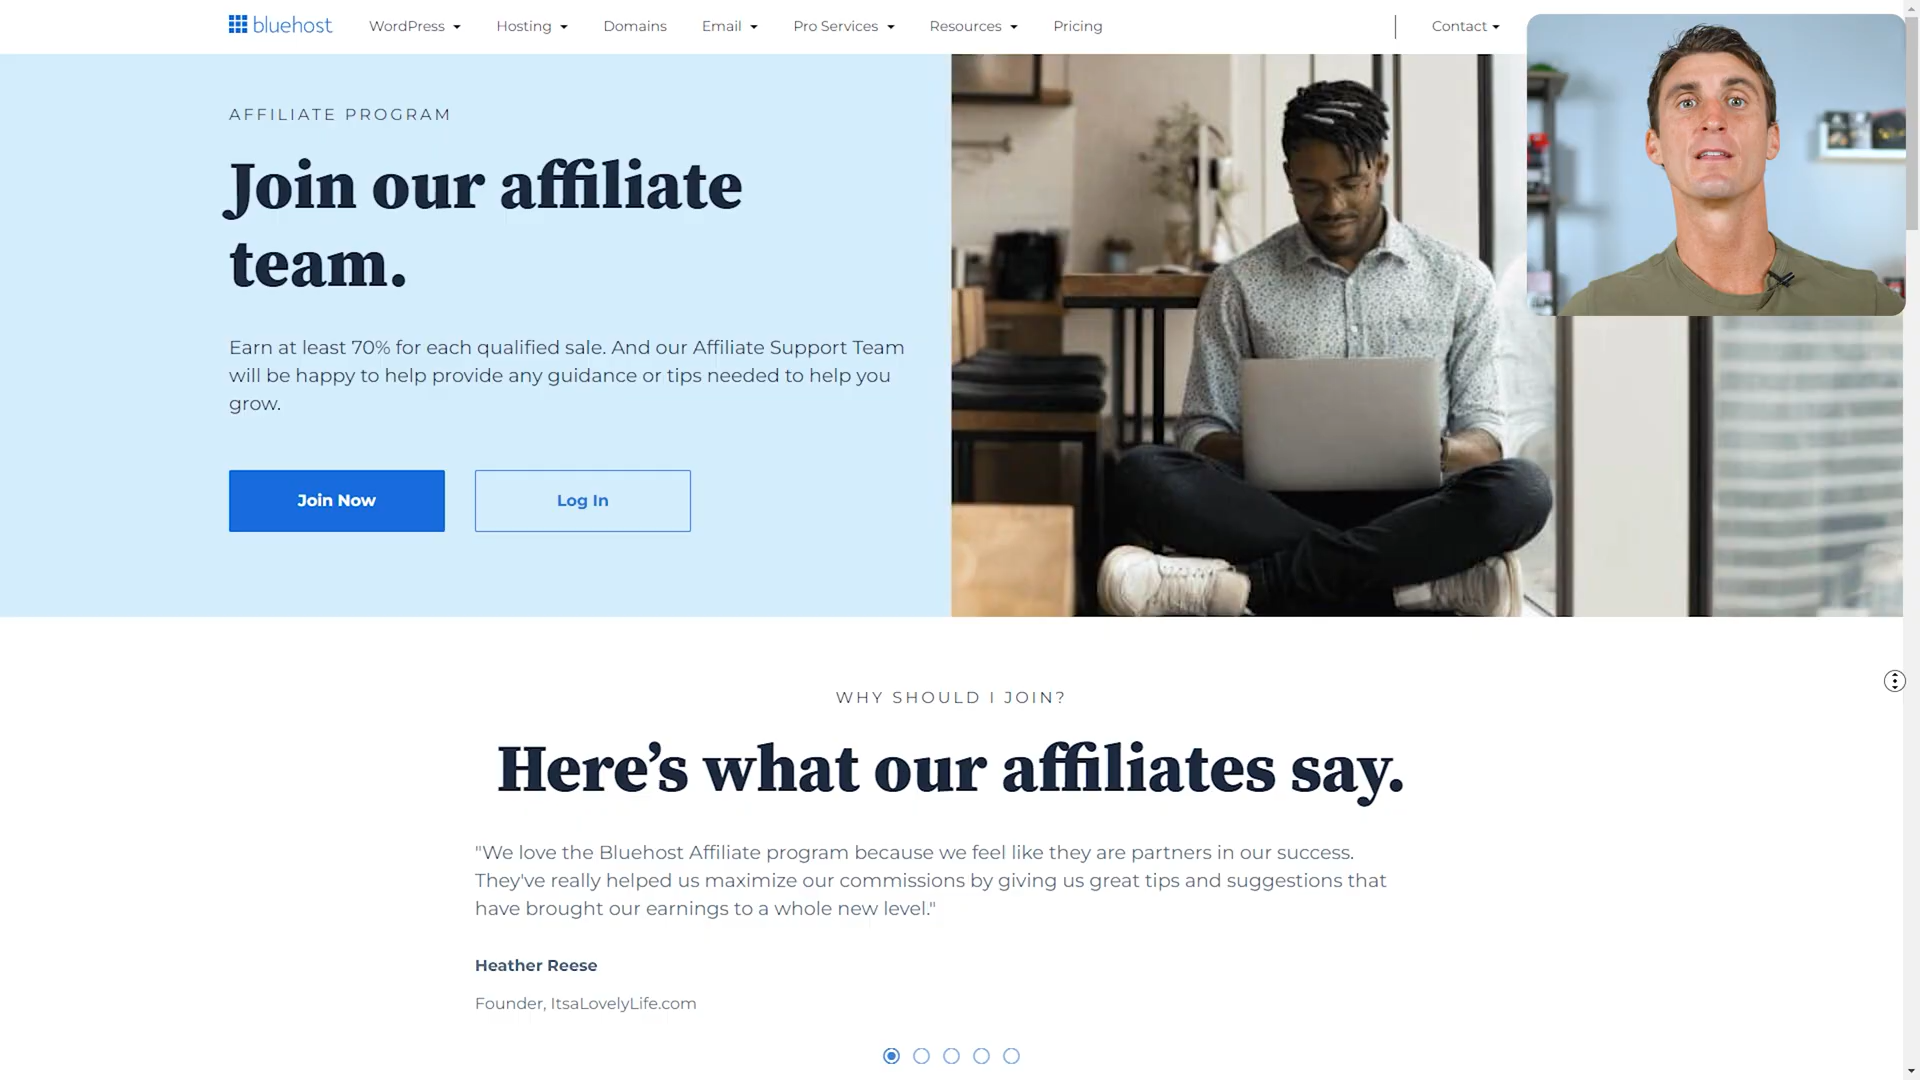 bluehost WordPress Hosting Domains Email Pro Services Resources Pricing Contact
AFFILIATE PROGRAM
Join our affiliate
team.
Earn at least 70% for each qualified sale. And our Affiliate Support Team
will be happy to help provide any guidance or tips needed to help you
grow.
Join Now Log In
WHY SHOULD I JOIN?
Here’s what our affiliates say.
"We love the Bluehost Affiliate program because we feel like they are partners in our success.
They've really helped us maximize our commissions by giving us great tips and suggestions that
have brought our earnings to a whole new level."
Heather Reese
Founder, ItsaLovelyLife.com